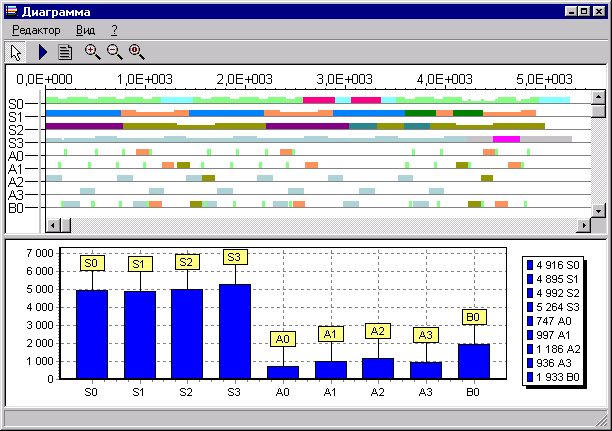 Диаграмма
Редактор Вид ?
0,0E+000 1,0E+003 2,0E+003 3,0E+003 4,0E+003 5,0E+003
S0
S1
S2
S3
A0
A1
A2
A3
B0
7 000
6 000
5 000
4 000
3 000
2 000
1 000
0
S0 S1 S2 S3 A0 A1 A2 A3 B0
S0 S1 S2 S3 A0 A1 A2 A3 B0
4 916 S0
4 895 S1
4 992 S2
5 264 S3
747 A0
997 A1
1 186 A2
936 A3
1 933 B0